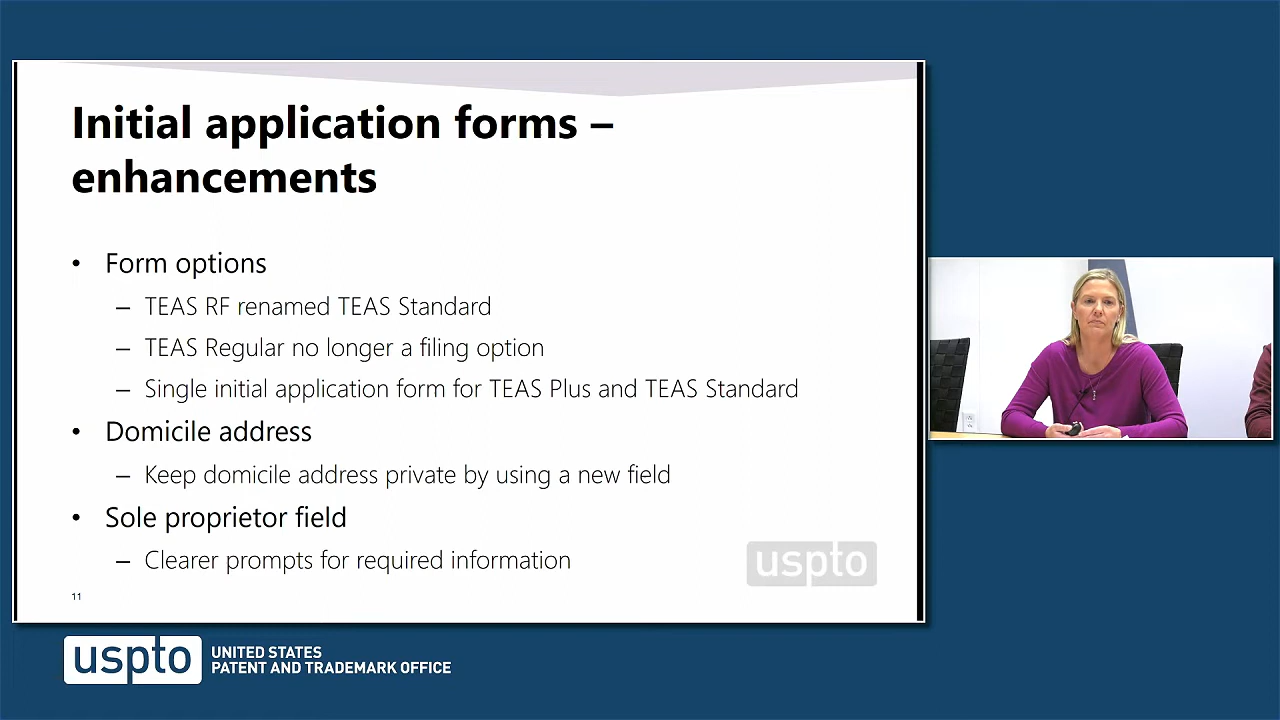 Initial application forms –
enhancements
• Form options
– TEAS RF renamed TEAS Standard
– TEAS Regular no longer a filing option
– Single initial application form for TEAS Plus and TEAS Standard
• Domicile address
– Keep domicile address private by using a new field
• Sole proprietor field
– Clearer prompts for required information
uspto
11
uspto
UNITED STATES
PATENT AND TRADEMARK OFFICE